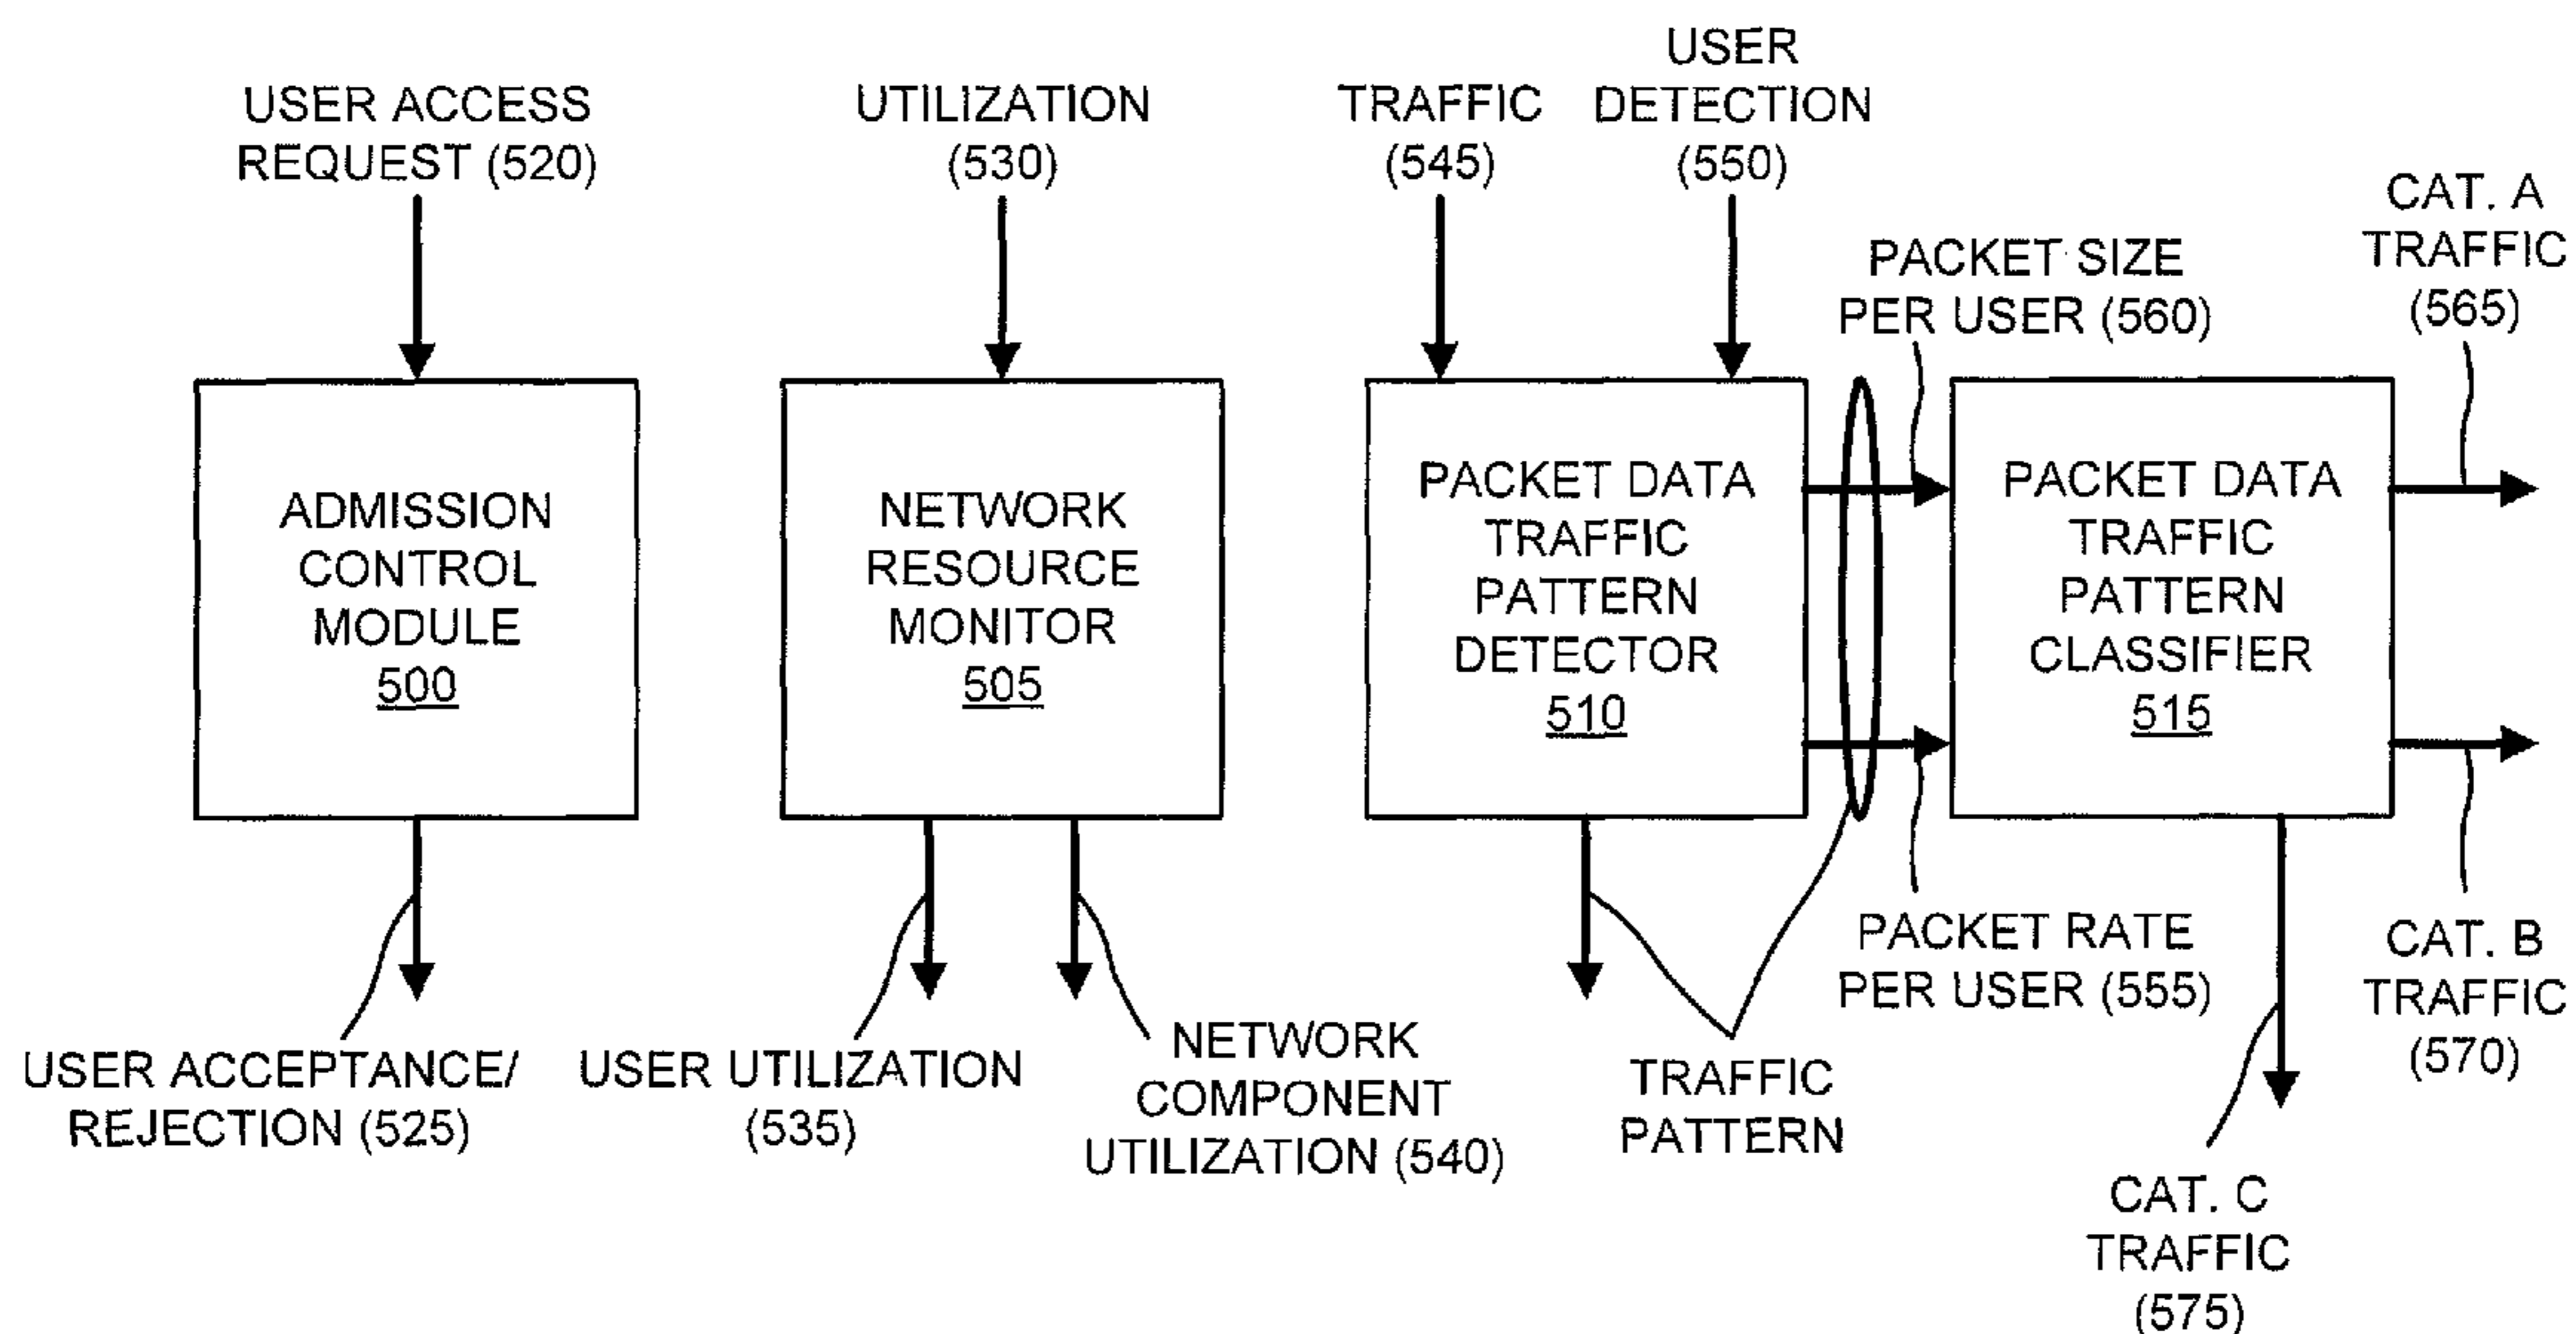 USER ACCESS
REQUEST (520)
UTILIZATION
(530)
TRAFFIC
(545)
USER
DETECTION
(550)
PACKET SIZE
PER USER (560)
CAT. A
TRAFFIC
(565)
ADMISSION
CONTROL
MODULE
500
NETWORK
RESOURCE
MONITOR
505
PACKET DATA
TRAFFIC
PATTERN
DETECTOR
510
PACKET DATA
TRAFFIC
PATTERN
CLASSIFIER
515
USER ACCEPTANCE/
REJECTION (525)
USER UTILIZATION
(535)
NETWORK
COMPONENT
UTILIZATION (540)
TRAFFIC
PATTERN
PACKET RATE
PER USER (555)
CAT. B
TRAFFIC
(570)
CAT. C
TRAFFIC
(575)